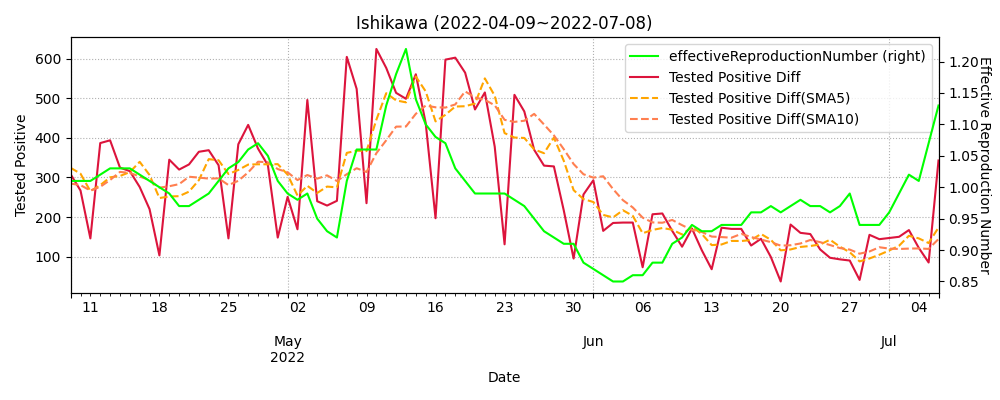 Ishikawa (2022-04-09~2022-07-08)
effectiveReproductionNumber (right)
Tested Positive Diff
Tested Positive Diff(SMA5)
Tested Positive Diff(SMA10)
Tested Positive
600
500
400
300
200
100
Effective Reproduction Number
1.20
1.15
1.10
1.05
1.00
0.95
0.90
0.85
11 18 25 02 09 16 23 30 06 13 20 27 04
May Jun Jul
2022
Date